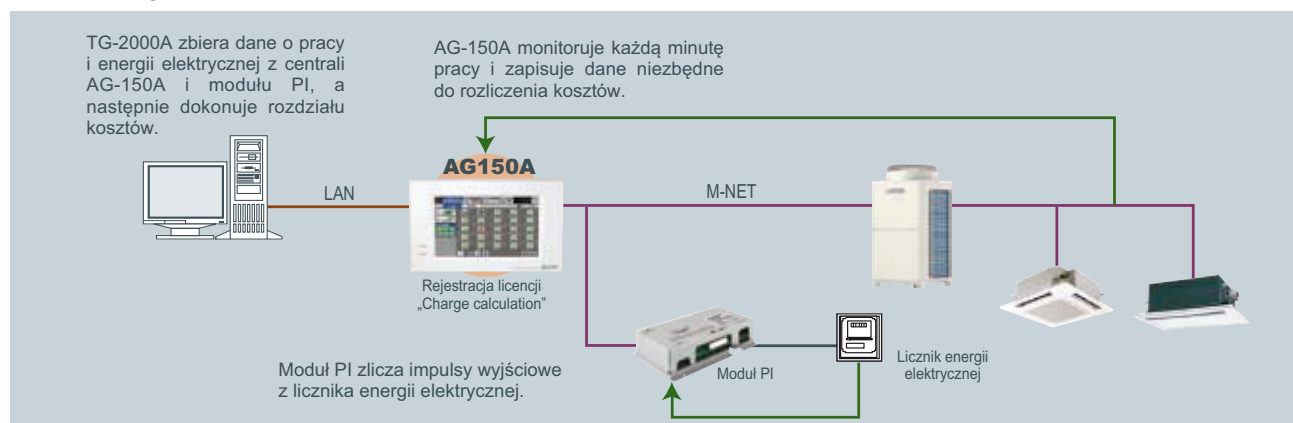 TG-2000A zbiera dane o pracy
i energii elektrycznej z centrali
AG-150A i modułu PI, a
następnie dokonuje rozdziału
kosztów.
AG-150A monitoruje każdą minutę
pracy i zapisuje dane niezbędne
do rozliczenia kosztów.
AG150A
LAN
M-NET
Rejestracja licencji
„Charge calculation”
Moduł PI zlicza impulsy wyjściowe
z licznika energii elektrycznej.
Moduł PI
Licznik energii
elektrycznej